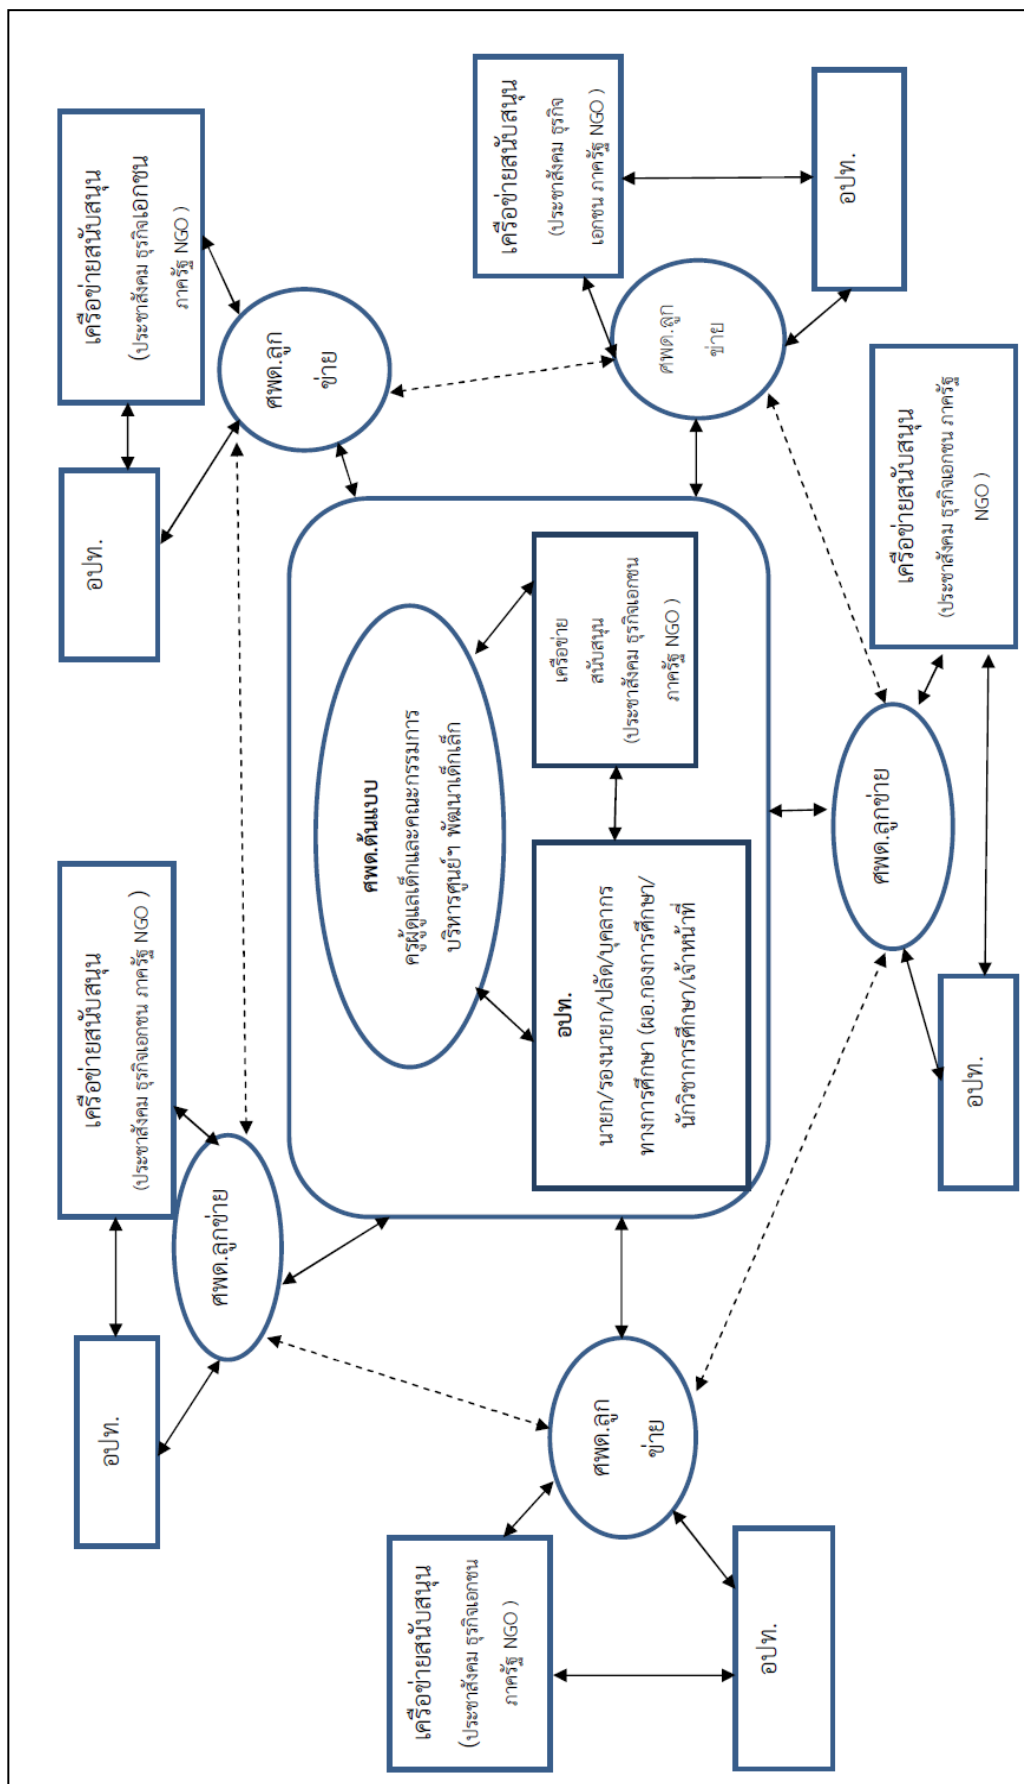 อปท.
เครือข่ายสนับสนุน
(ประชาสังคม ธุรกิจเอกชน ภาครัฐ NGO )
ศพด.ลูกข่าย
อปท.
เครือข่ายสนับสนุน
(ประชาสังคม ธุรกิจเอกชน
ภาครัฐ NGO )
ศพด.ลูก
ข่าย
ศพด.ต้นแบบ
ครูผู้ดูแลเด็กและคณะกรรมการ
บริหารศูนย์ฯ พัฒนาเด็กเล็ก
อปท.
นายก/รองนายก/ปลัด/บุคลากร
ทางการศึกษา (ผอ.กองการศึกษา/
นักวิชาการศึกษา/เจ้าหน้าที่
เครือข่าย
สนับสนุน
(ประชาสังคม ธุรกิจเอกชน
ภาครัฐ NGO )
เครือข่ายสนับสนุน
(ประชาสังคม ธุรกิจเอกชน
ภาครัฐ NGO )
ศพด.ลูก
ข่าย
อปท.
เครือข่ายสนับสนุน
(ประชาสังคม ธุรกิจ
เอกชน ภาครัฐ NGO )
ศพด.ลูก
ข่าย
อปท.
ศพด.ลูกข่าย
อปท.
เครือข่ายสนับสนุน
(ประชาสังคม ธุรกิจเอกชน ภาครัฐ
NGO )